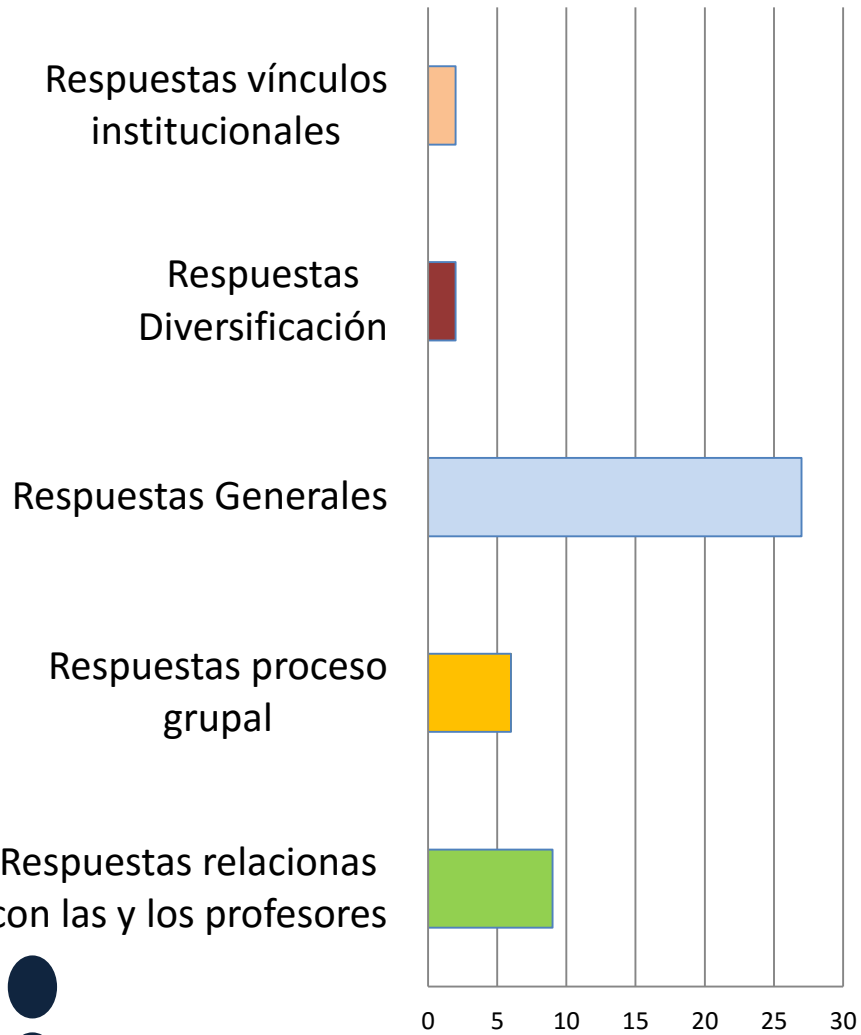 Respuestas vínculos
institucionales
Respuestas
Diversificación
Respuestas Generales
Respuestas proceso
grupal
Respuestas relacionas
con las y los profesores
0 5 10 15 20 25 30